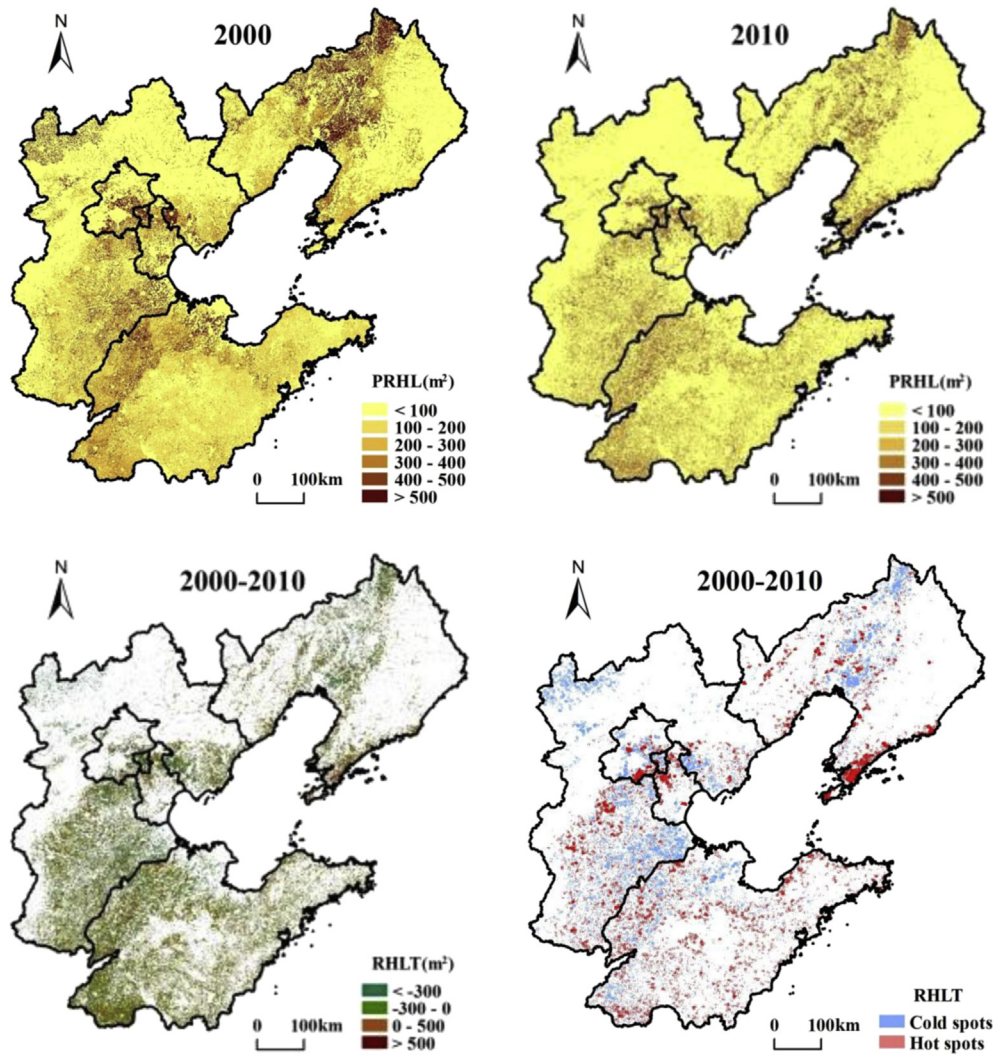 N
2000
PRHL(m²)
< 100
100 - 200
200 - 300
300 - 400
400 - 500
> 500
0 100km
N
2010
PRHL(m²)
< 100
100 - 200
200 - 300
300 - 400
400 - 500
> 500
0 100km
N
2000-2010
RHLT(m²)
< -300
-300 - 0
0 - 500
> 500
0 100km
N
2000-2010
RHLT
Cold spots
Hot spots
0 100km